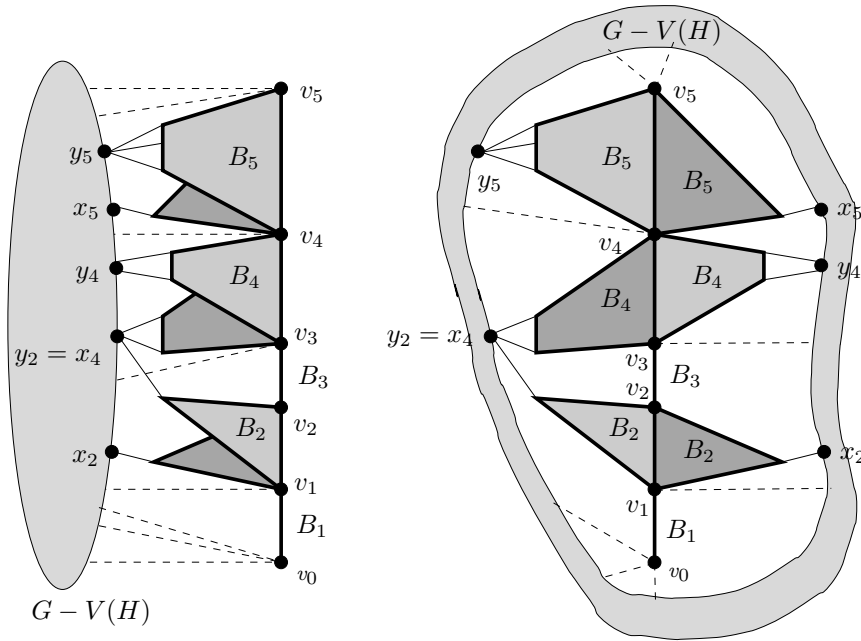 G − V(H)
v₅
y₅
B₅
x₅
v₄
y₄
B₄
v₃
y₂ = x₄
B₃
v₂
B₂
x₂
v₁
B₁
v₀
G − V(H)
v₅
B₅
y₅
B₅
x₅
v₄
B₄
y₄
B₄
y₂ = x₄
v₃
B₃
v₂
B₂
B₂
x₂
v₁
B₁
v₀